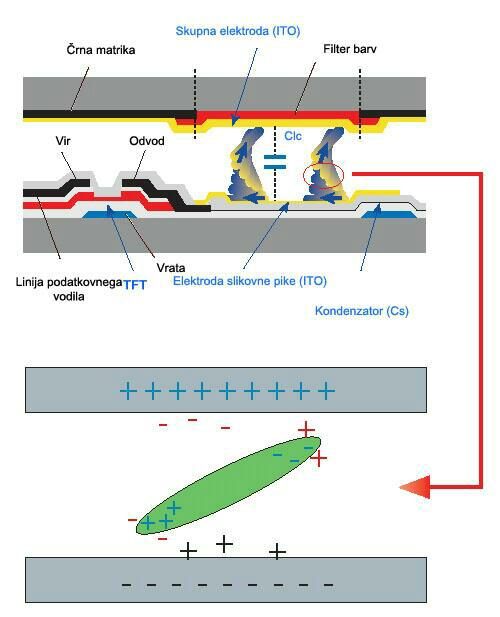 Skupna elektroda (ITO)
Črna matrika
Filter barv
Clc
Vir
Odvod
Vrata
Linija podatkovnega
vodila
TFT
Elektroda slikovne pike (ITO)
Kondenzator (Cs)
+ + + + + + + + +
- - -
+
+
- - -
+ + +
-
-
+ + +
- - - - - - - - -